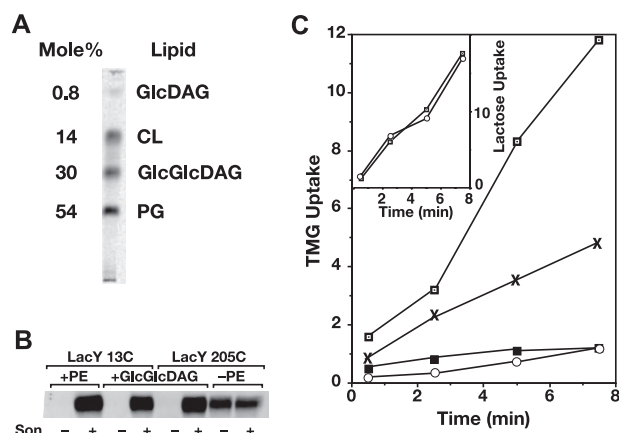 A
Mole% Lipid
0.8 GlcDAG
14 CL
30 GlcGlcDAG
54 PG
B
LacY 13C LacY 205C
+PE +GlcGlcDAG −PE
Son − + − + − + − +
C
12
10
8
6
4
2
0
TMG Uptake
0 2 4 6 8
Time (min)
10
0
Lactose Uptake
2 4 6 8
Time (min)